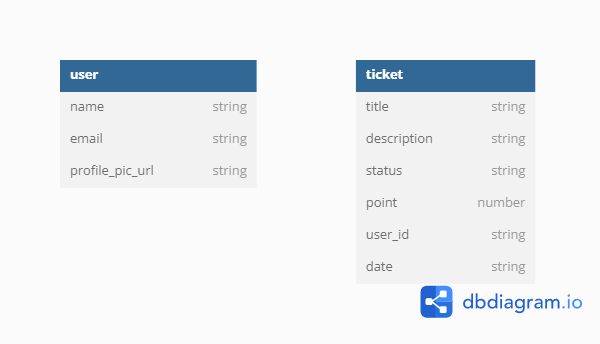 user
name string
email string
profile_pic_url string
ticket
title string
description string
status string
point number
user_id string
date string
dbdiagram.io